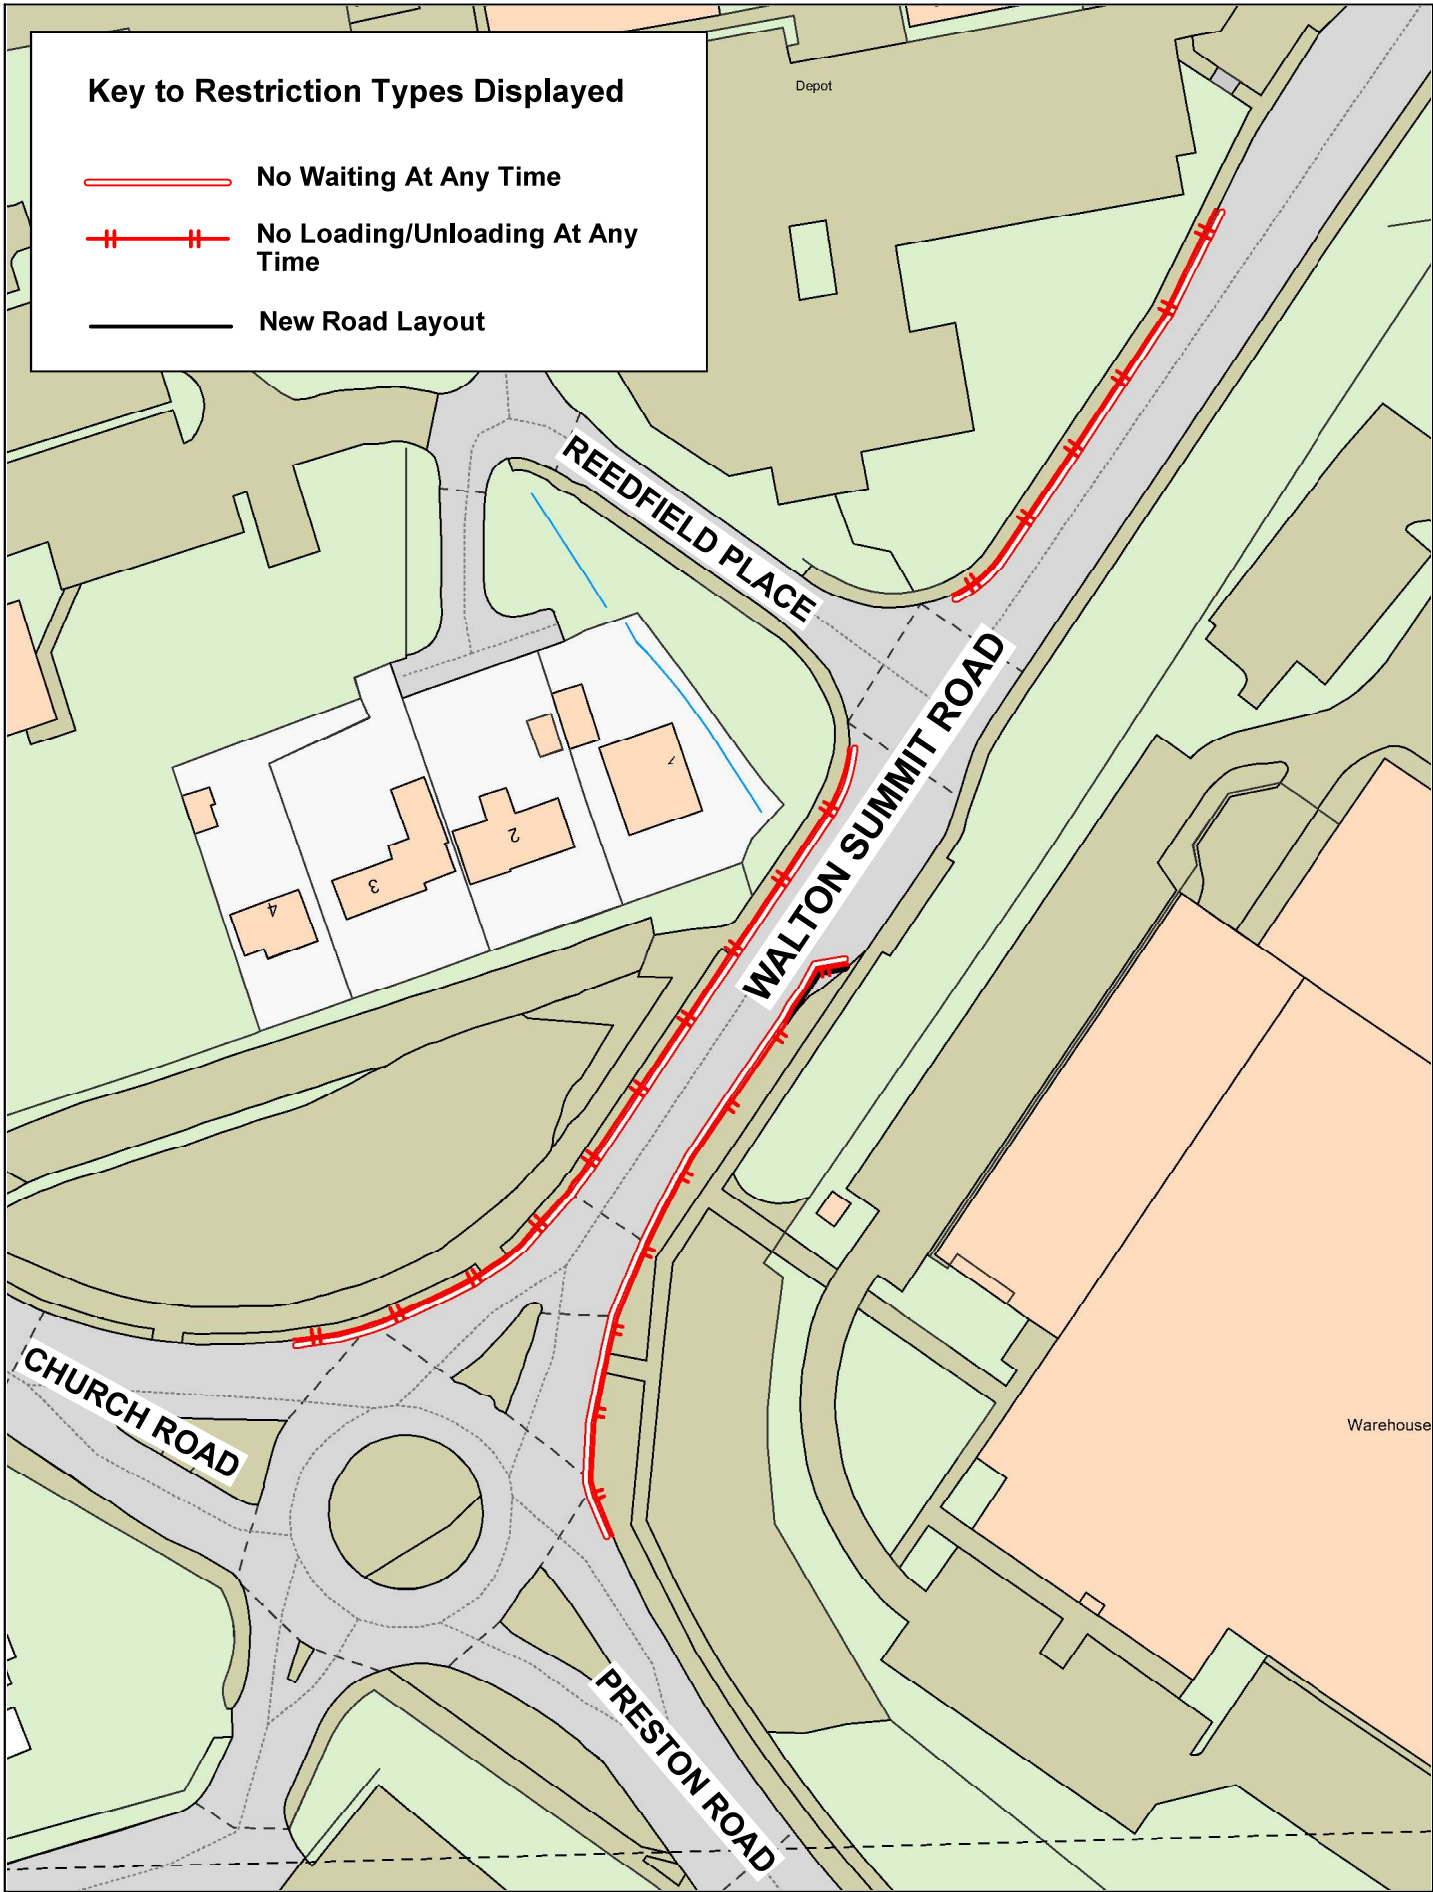 Key to Restriction Types Displayed
No Waiting At Any Time
No Loading/Unloading At Any
Time
New Road Layout
Depot
REEDFIELD PLACE
WALTON SUMMIT ROAD
1
2
3
4
CHURCH ROAD
Warehouse
PRESTON ROAD